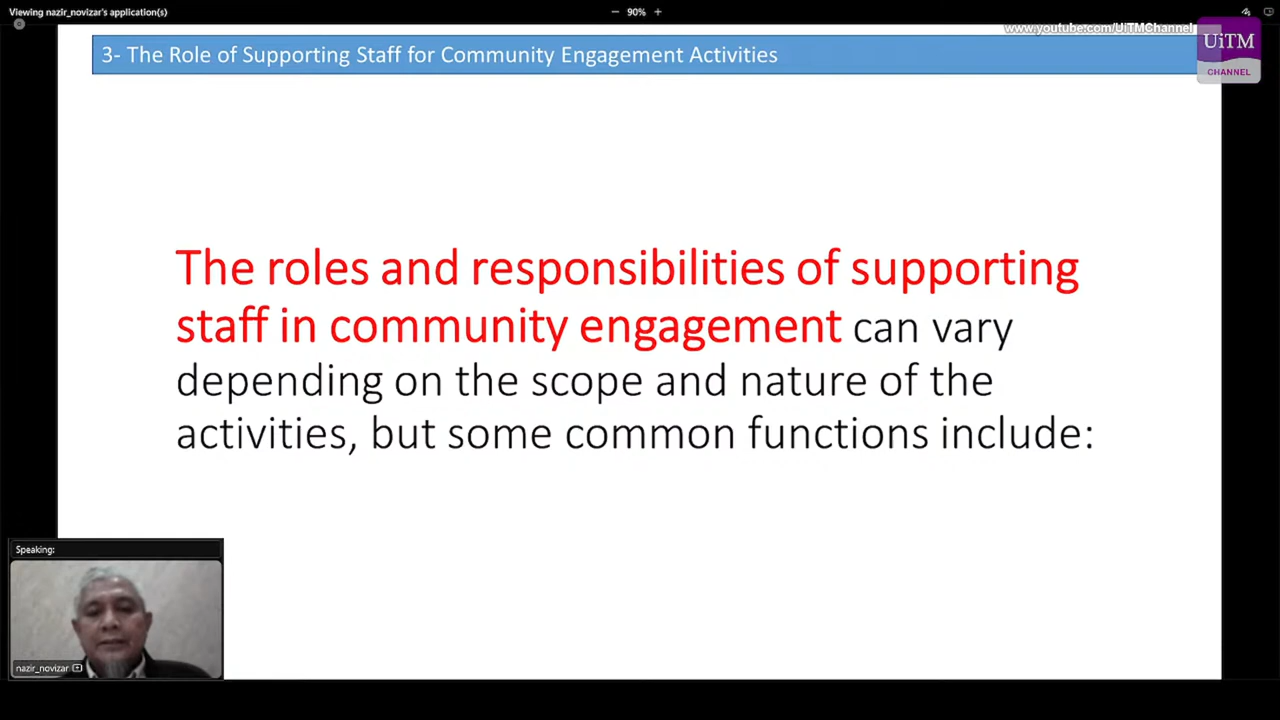 Viewing nazir_novizar's application(s)
90%
www.youtube.com/UiTMChannel
UiTM
CHANNEL
3- The Role of Supporting Staff for Community Engagement Activities
The roles and responsibilities of supporting
staff in community engagement can vary
depending on the scope and nature of the
activities, but some common functions include:
Speaking:
nazir_novizar